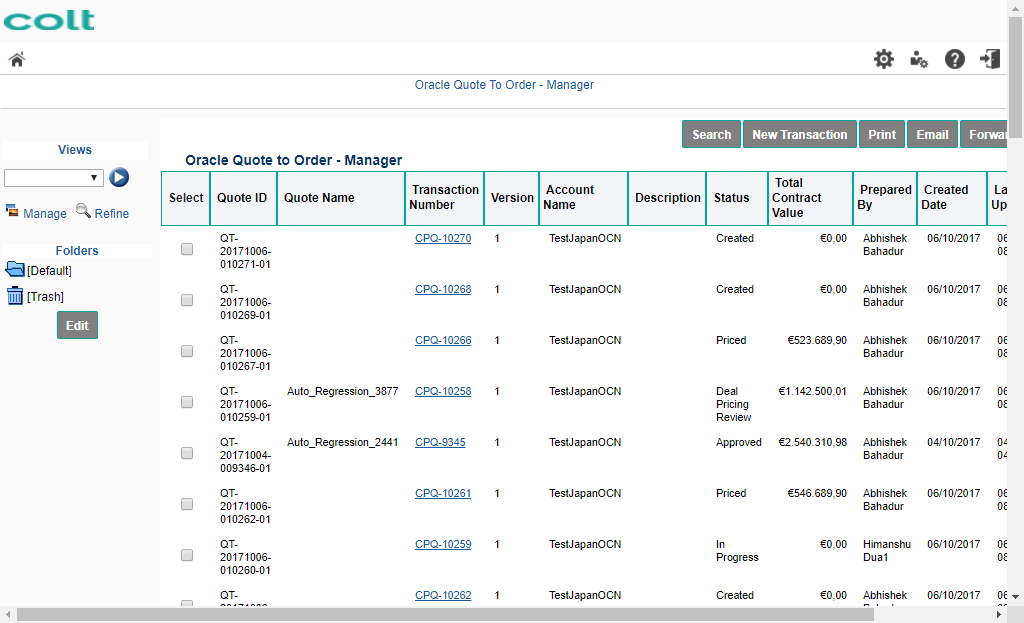 colt
Oracle Quote To Order - Manager
Search New Transaction Print Email Forwar
Views
Manage Refine
Folders
[Default]
[Trash]
Edit
Oracle Quote to Order - Manager
Select Quote ID Quote Name Transaction Number Version Account Name Description Status Total Contract Value Prepared By Created Date La Up
QT-20171006-010271-01 CPQ-10270 1 TestJapanOCN Created €0,00 Abhishek Bahadur 06/10/2017 06 08
QT-20171006-010269-01 CPQ-10268 1 TestJapanOCN Created €0,00 Abhishek Bahadur 06/10/2017 06 08
QT-20171006-010267-01 CPQ-10266 1 TestJapanOCN Priced €523.689,90 Abhishek Bahadur 06/10/2017 06 08
QT-20171006-010259-01 Auto_Regression_3877 CPQ-10258 1 TestJapanOCN Deal Pricing Review €1.142.500,01 Abhishek Bahadur 06/10/2017 06 08
QT-20171004-009346-01 Auto_Regression_2441 CPQ-9345 1 TestJapanOCN Approved €2.540.310,98 Abhishek Bahadur 04/10/2017 04 04
QT-20171006-010262-01 CPQ-10261 1 TestJapanOCN Priced €546.689,90 Abhishek Bahadur 06/10/2017 06 08
QT-20171006-010260-01 CPQ-10259 1 TestJapanOCN In Progress €0,00 Himanshu Dua1 06/10/2017 06 08
QT- CPQ-10262 1 TestJapanOCN Created €0,00 Abhishek 06/10/2017 06